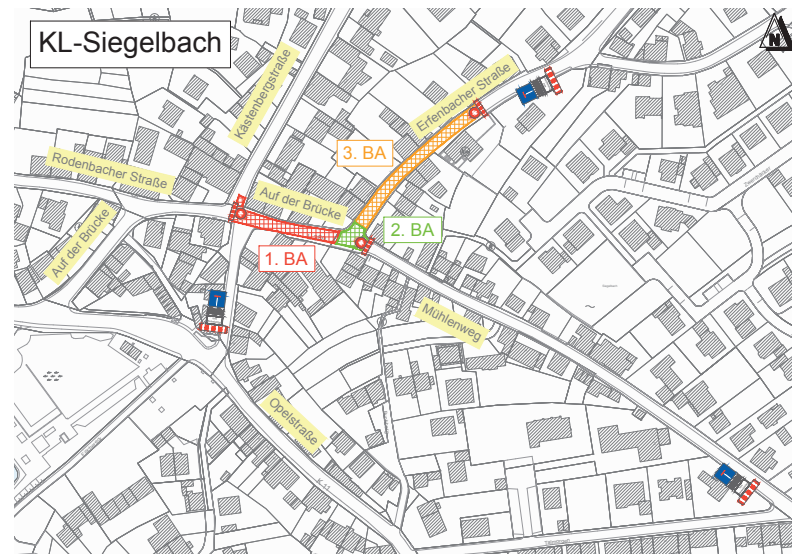 KL-Siegelbach
N
Kästenbergstraße
Erfenbacher Straße
3. BA
Rodenbacher Straße
Auf der Brücke
2. BA
Auf der Brücke
1. BA
Mühlenweg
Opelstraße